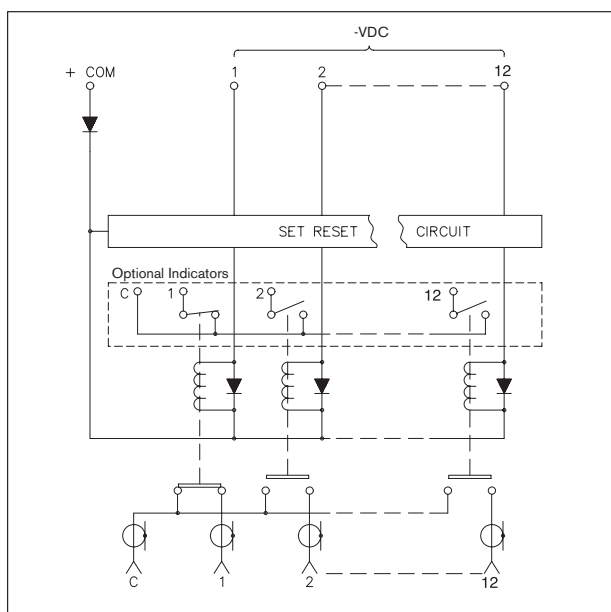 -VDC
+ COM
1
2
12
SET RESET CIRCUIT
Optional Indicators
C
1
2
12
C
1
2
12